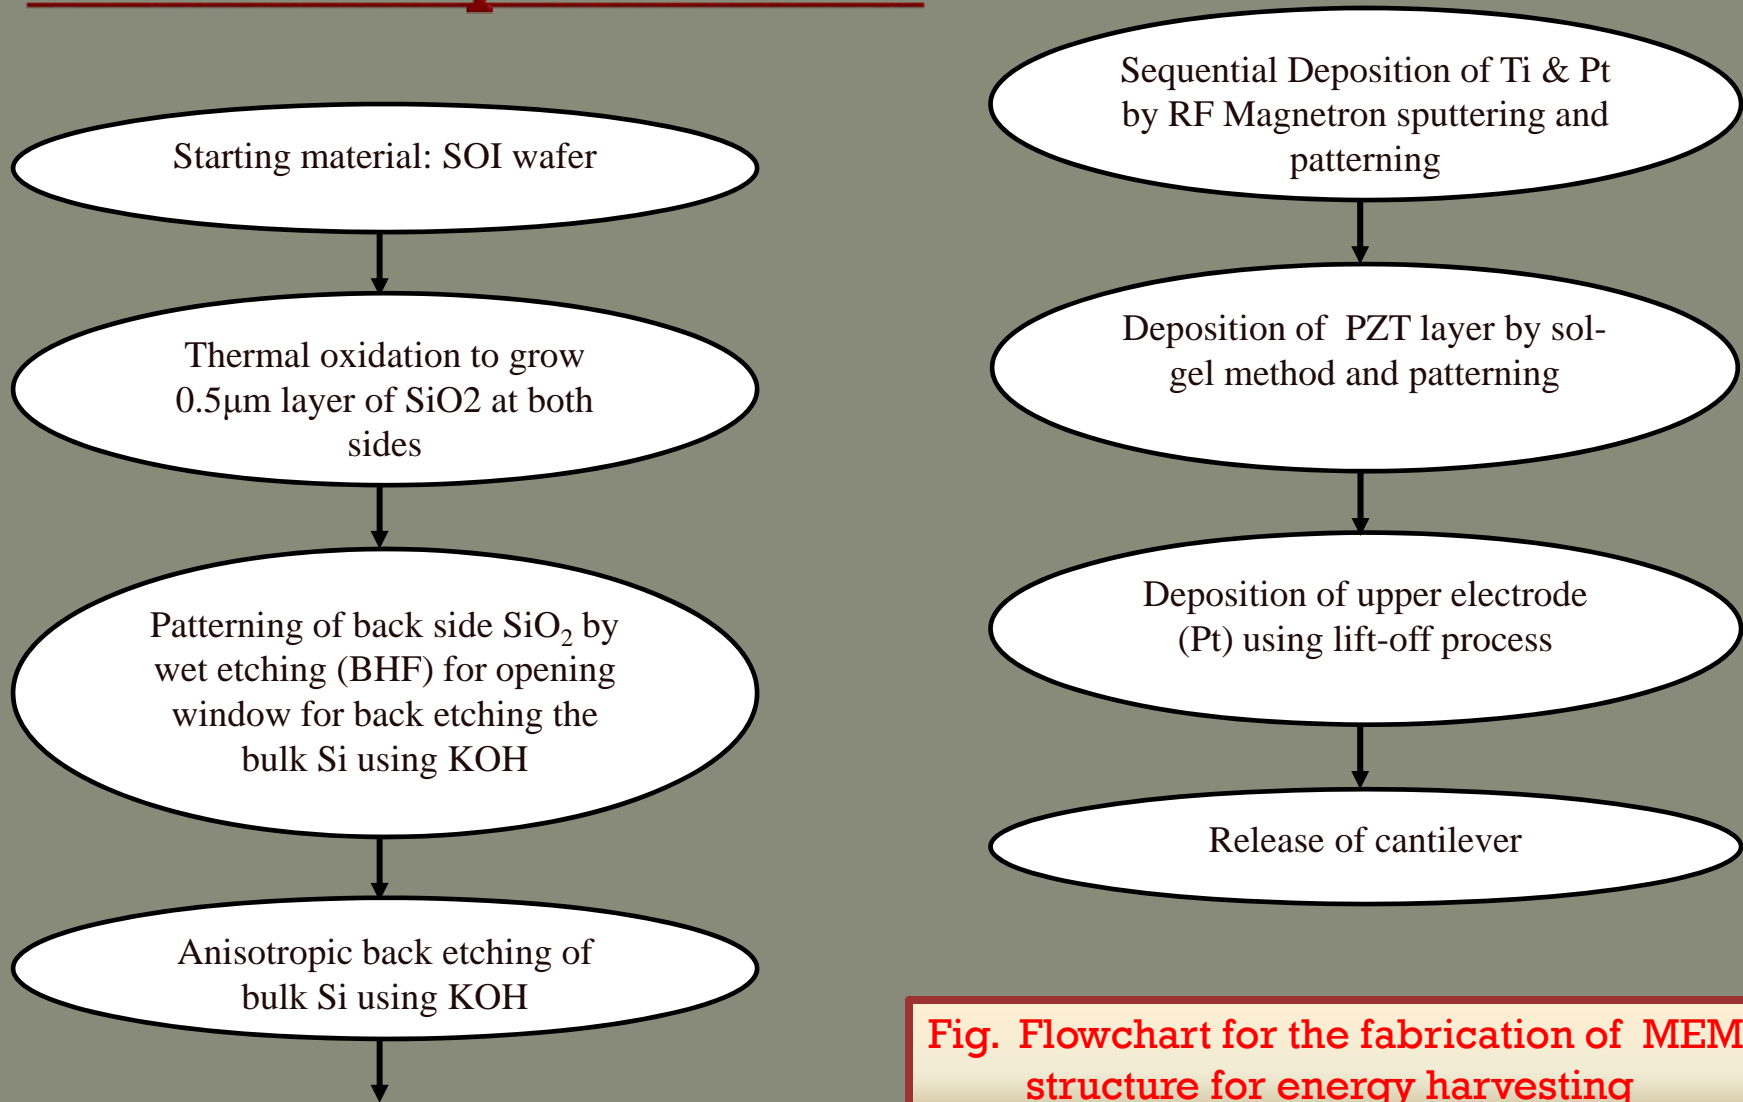 Starting material: SOI wafer
Thermal oxidation to grow
0.5μm layer of SiO2 at both
sides
Patterning of back side SiO₂ by
wet etching (BHF) for opening
window for back etching the
bulk Si using KOH
Anisotropic back etching of
bulk Si using KOH
Sequential Deposition of Ti & Pt
by RF Magnetron sputtering and
patterning
Deposition of PZT layer by sol-
gel method and patterning
Deposition of upper electrode
(Pt) using lift-off process
Release of cantilever
Fig. Flowchart for the fabrication of MEM
structure for energy harvesting